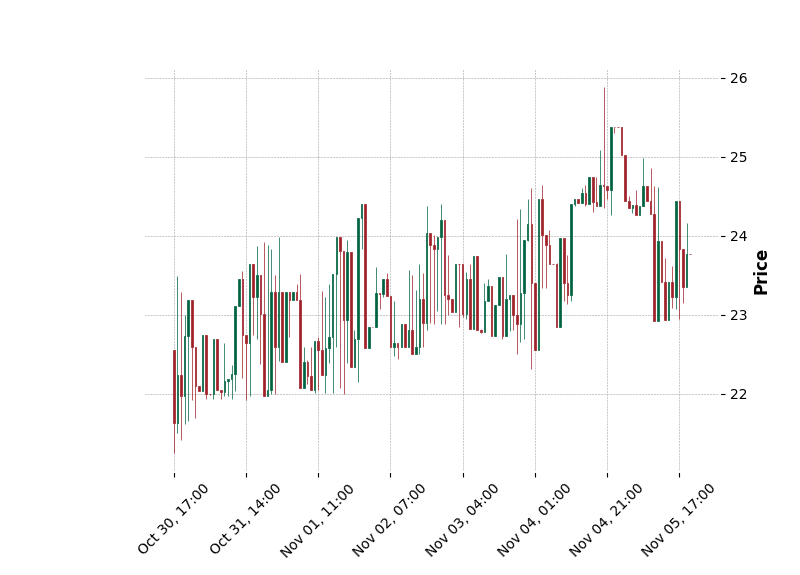 26
25
24
23
22
Price
Oct 30, 17:00
Oct 31, 14:00
Nov 01, 11:00
Nov 02, 07:00
Nov 03, 04:00
Nov 04, 01:00
Nov 04, 21:00
Nov 05, 17:00